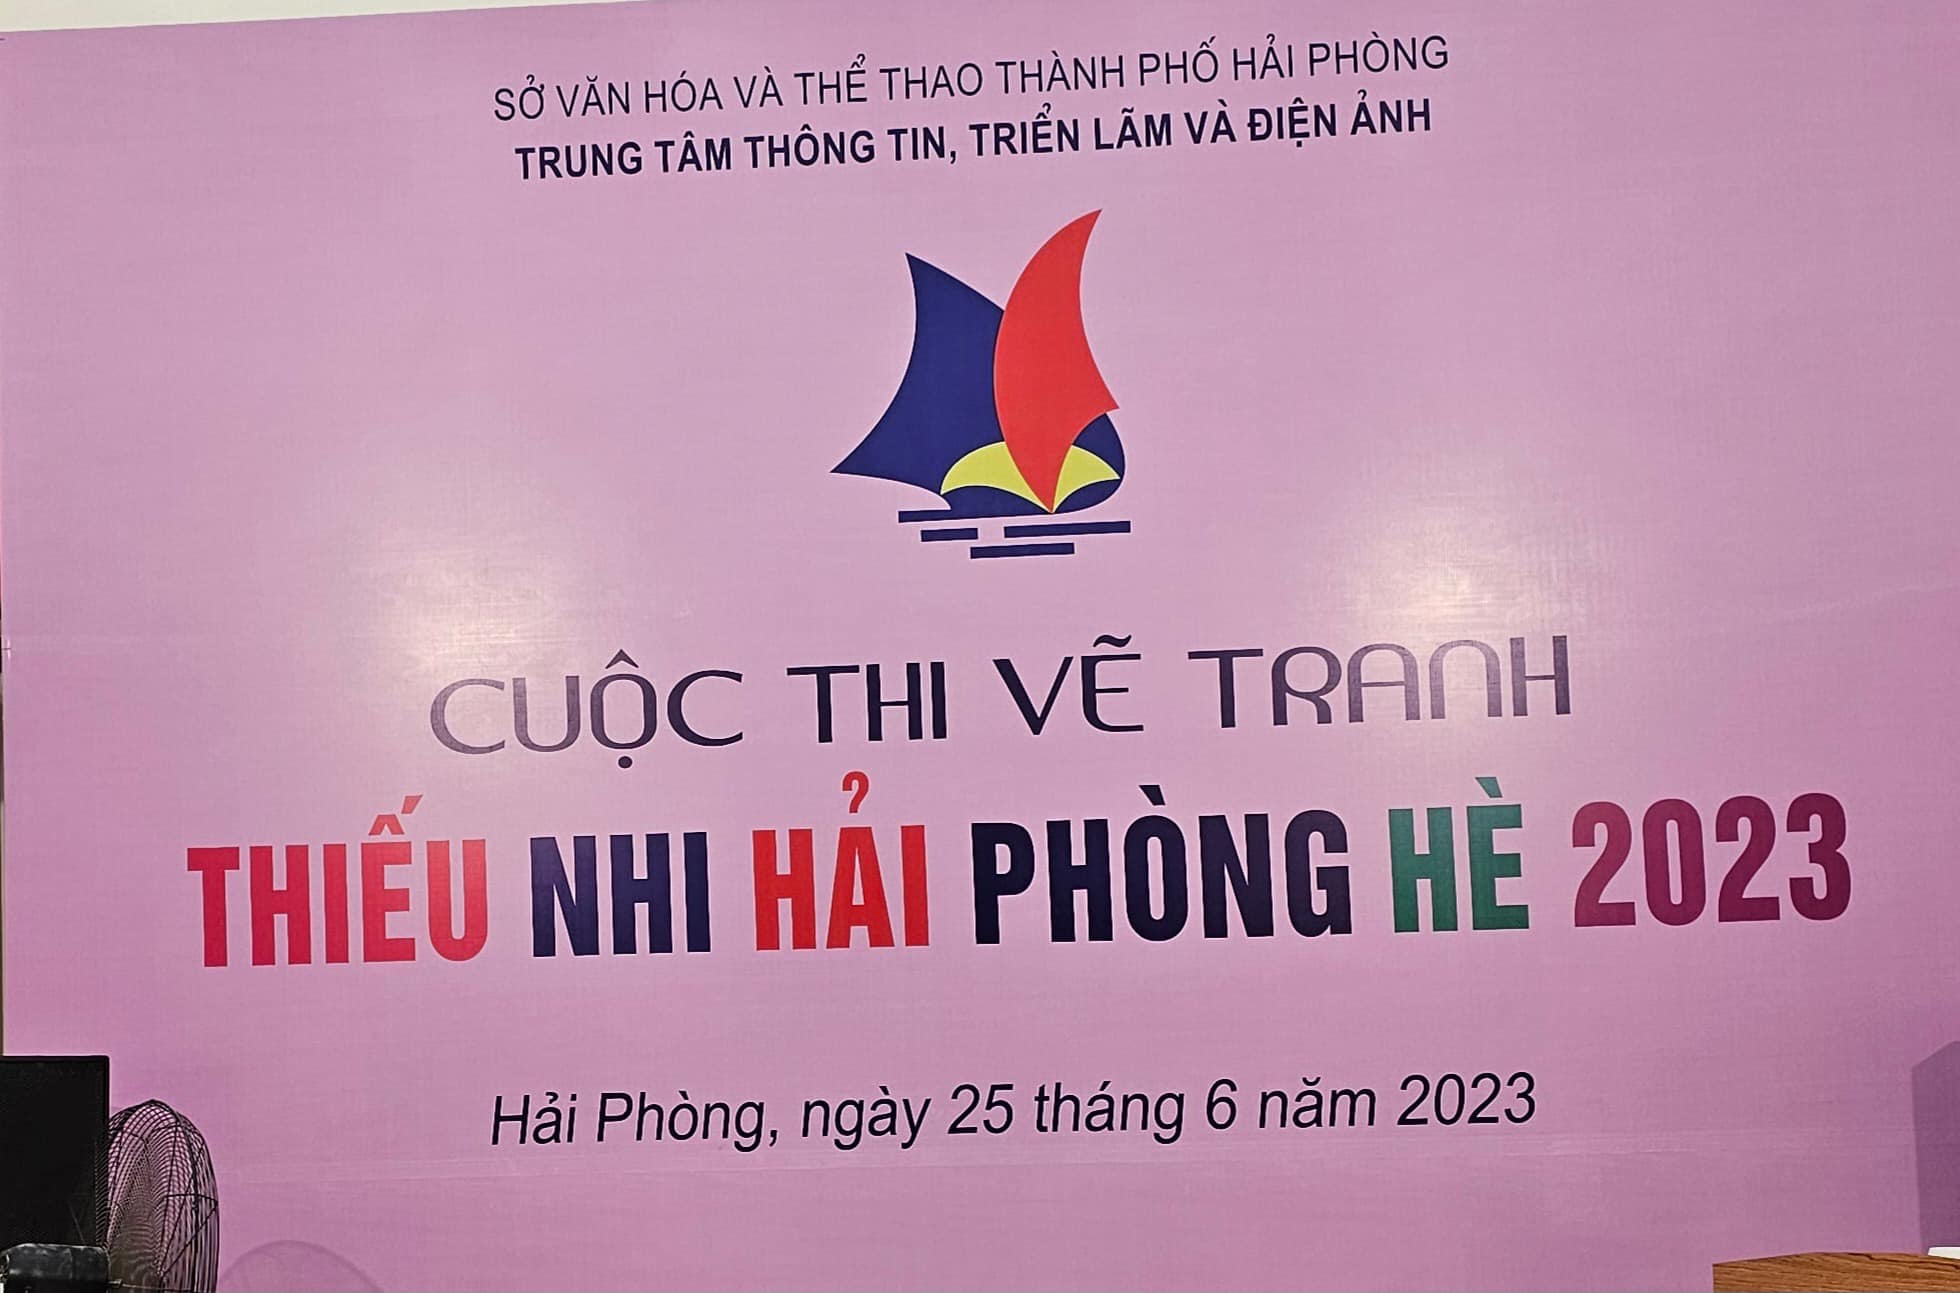 SỞ VĂN HÓA VÀ THỂ THAO THÀNH PHỐ HẢI PHÒNG
TRUNG TÂM THÔNG TIN, TRIỂN LÃM VÀ ĐIỆN ẢNH
CUỘC THI VẼ TRANH
THIẾU NHI HẢI PHÒNG HÈ 2023
Hải Phòng, ngày 25 tháng 6 năm 2023